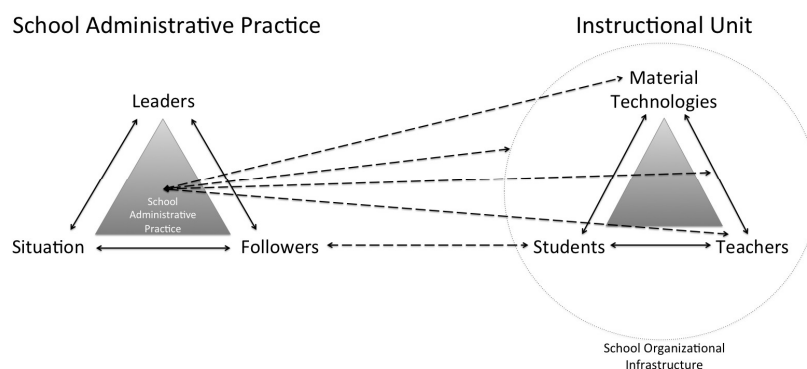 School Administrative Practice
Instructional Unit
Leaders
Material
Technologies
School
Administrative
Practice
Situation
Followers
Students
Teachers
School Organizational
Infrastructure